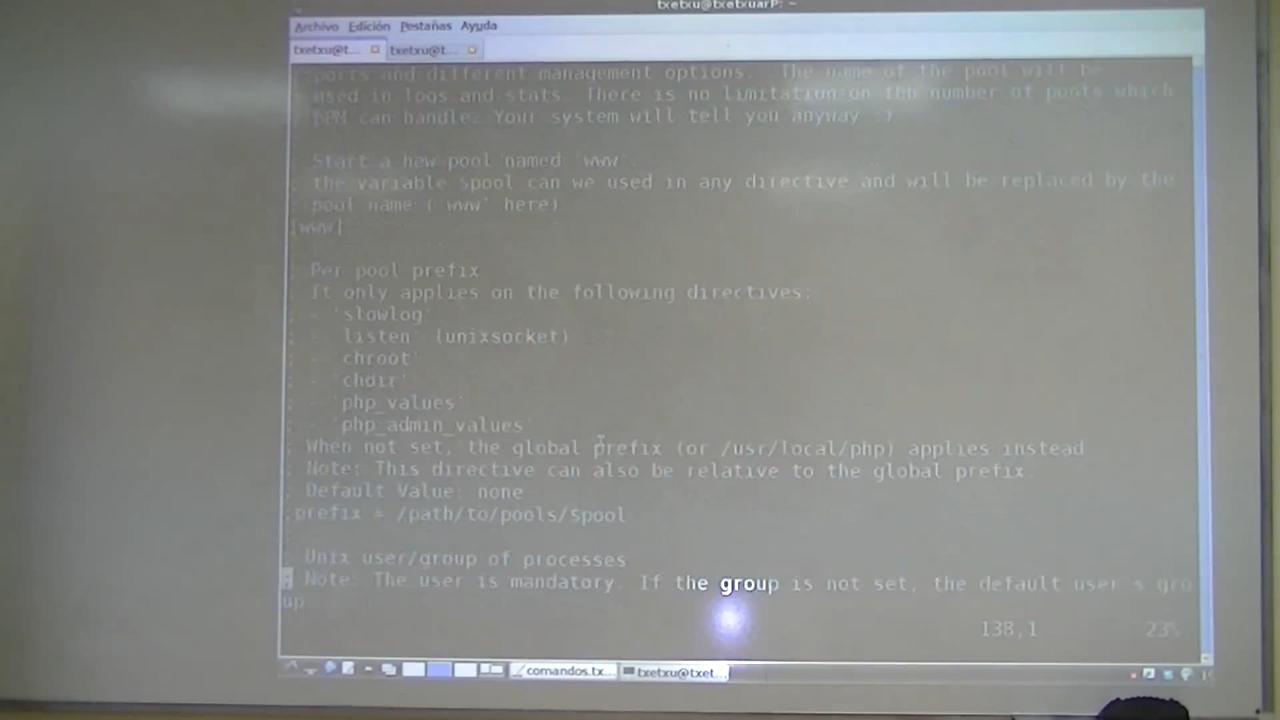 txetxu@txetxuarP: ~
Archivo Edición Pestañas Ayuda
txetxu@t... txetxu@t...
ports and different management options. The name of the pool will be
used in logs and stats. There is no limitation on the number of pools which
FPM can handle. Your system will tell you anyway :)
; Start a new pool named 'www'.
; the variable $pool can we used in any directive and will be replaced by the
; pool name ('www' here)
[www]
; Per pool prefix
; It only applies on the following directives:
; - 'slowlog'
; - 'listen' (unixsocket)
; - 'chroot'
; - 'chdir'
; - 'php_values'
; - 'php_admin_values'
; When not set, the global prefix (or /usr/local/php) applies instead
; Note: This directive can also be relative to the global prefix.
; Default Value: none
;prefix = /path/to/pools/$pool
; Unix user/group of processes
; Note: The user is mandatory. If the group is not set, the default user's gro
up
138,1 23%
comandos.tx... txetxu@txet...